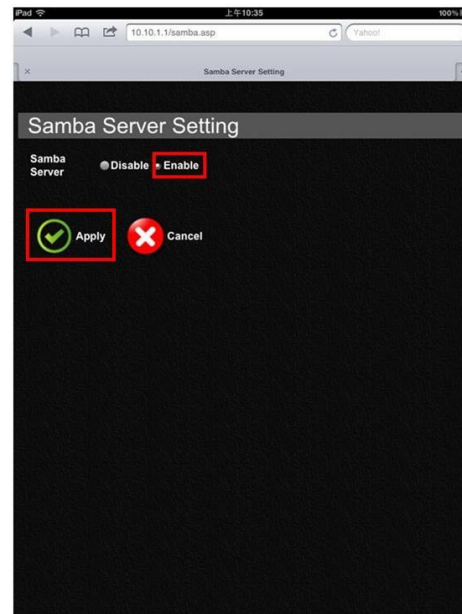 iPad 上午10:35 100%
10.10.1.1/samba.asp Yahoo!
Samba Server Setting
Samba Server Setting
Samba
Server Disable Enable
Apply Cancel